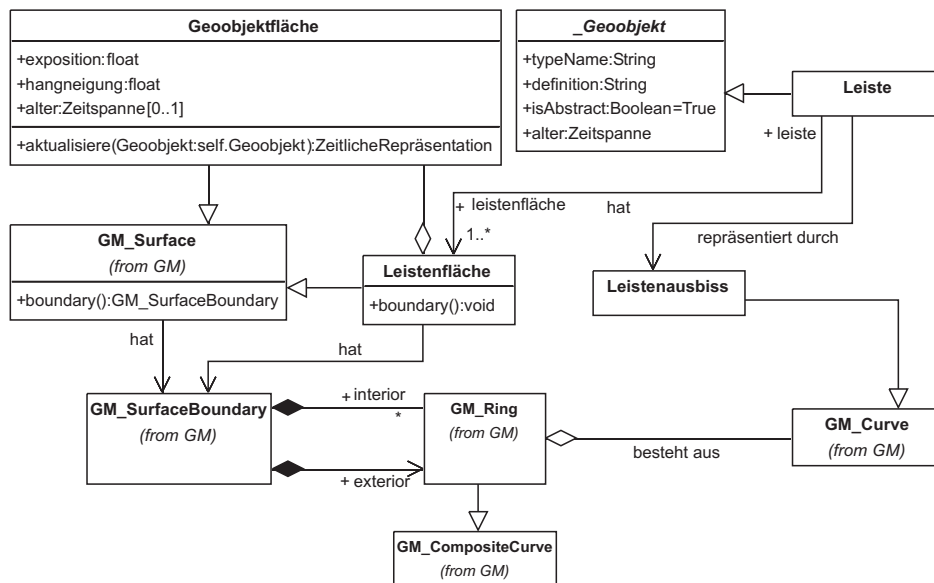 Geoobjektfläche
+exposition:float
+hangneigung:float
+alter:Zeitspanne[0..1]
+aktualisiere(Geoobjekt:self.Geoobjekt):ZeitlicheRepräsentation
_Geoobjekt
+typeName:String
+definition:String
+isAbstract:Boolean=True
+alter:Zeitspanne
Leiste
+ leiste
+ leistenfläche
1..*
hat
repräsentiert durch
GM_Surface
(from GM)
+boundary():GM_SurfaceBoundary
Leistenfläche
+boundary():void
Leistenausbiss
hat
hat
GM_SurfaceBoundary
(from GM)
+ interior
*
+ exterior
GM_Ring
(from GM)
besteht aus
GM_Curve
(from GM)
GM_CompositeCurve
(from GM)